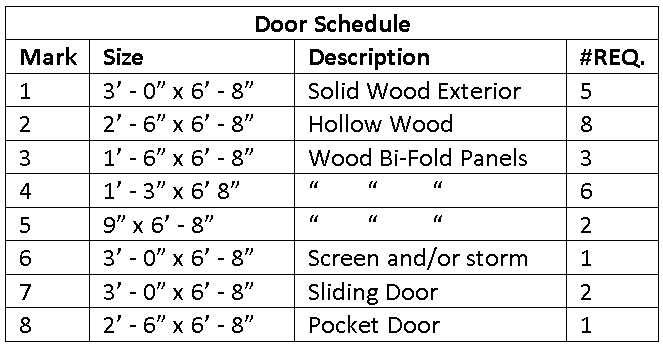 Door Schedule
Mark Size Description #REQ.
1 3’ - 0” x 6’ - 8” Solid Wood Exterior 5
2 2’ - 6” x 6’ - 8” Hollow Wood 8
3 1’ - 6” x 6’ - 8” Wood Bi-Fold Panels 3
4 1’ - 3” x 6’ 8” “ “ “ 6
5 9” x 6’ - 8” “ “ “ 2
6 3’ - 0” x 6’ - 8” Screen and/or storm 1
7 3’ - 0” x 6’ - 8” Sliding Door 2
8 2’ - 6” x 6’ - 8” Pocket Door 1